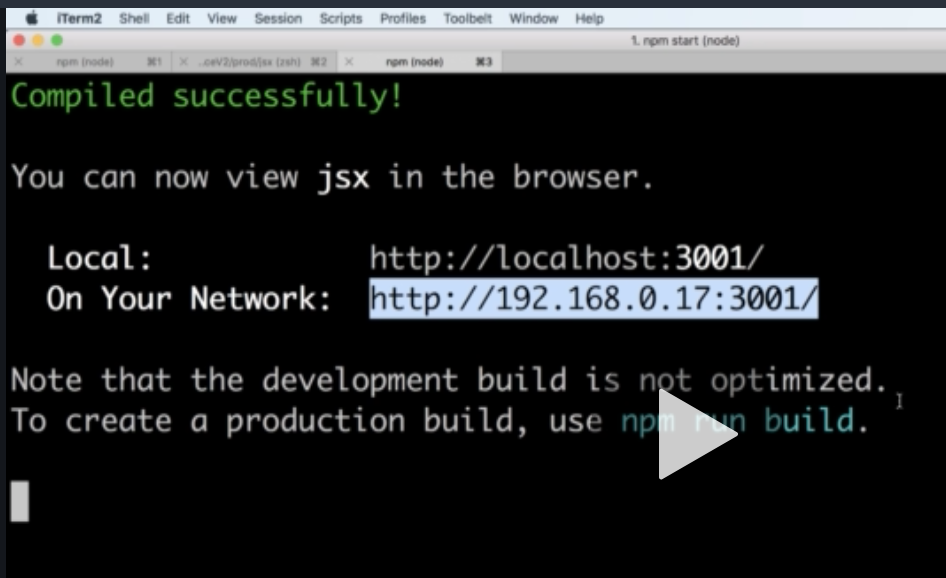 iTerm2 Shell Edit View Session Scripts Profiles Toolbelt Window Help
1. npm start (node)
npm (node) ⌘1 ...ceV2/prod/jsx (zsh) ⌘2 npm (node) ⌘3
Compiled successfully!
You can now view jsx in the browser.
Local: http://localhost:3001/
On Your Network: http://192.168.0.17:3001/
Note that the development build is not optimized.
To create a production build, use npm run build.